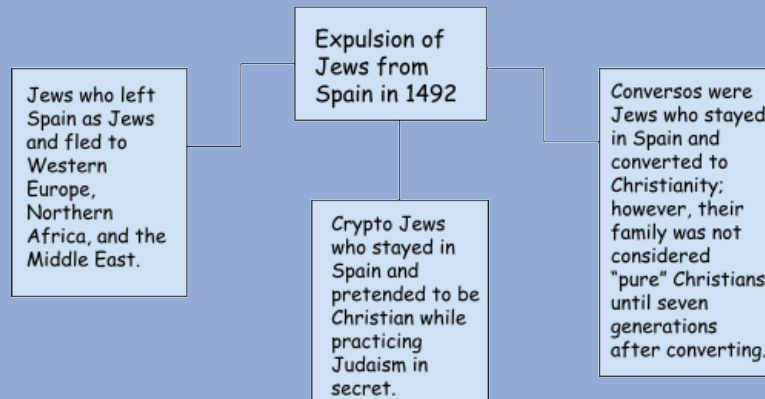 Expulsion of
Jews from
Spain in 1492
Jews who left
Spain as Jews
and fled to
Western
Europe,
Northern
Africa, and the
Middle East.
Crypto Jews
who stayed in
Spain and
pretended to be
Christian while
practicing
Judaism in
secret.
Conversos were
Jews who stayed
in Spain and
converted to
Christianity;
however, their
family was not
considered
"pure" Christians
until seven
generations
after converting.